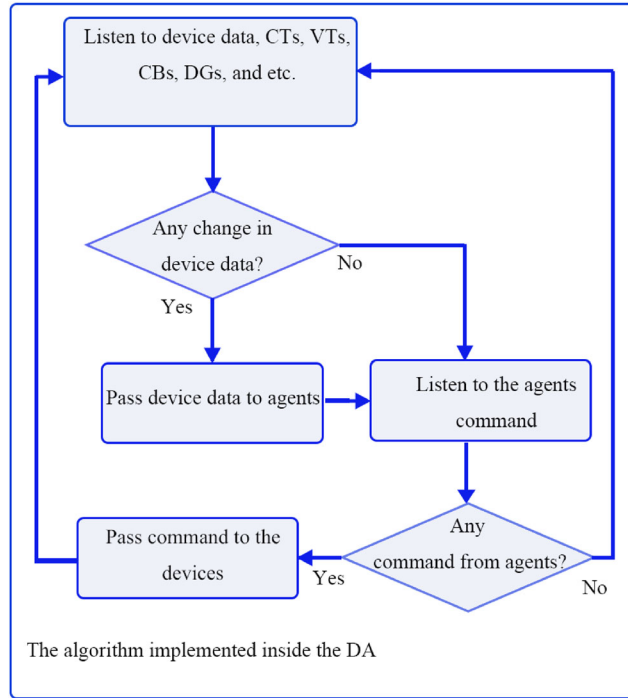 Listen to device data, CTs, VTs,
CBs, DGs, and etc.
Any change in
device data?
No
Yes
Pass device data to agents
Listen to the agents
command
Pass command to the
devices
Any
command from agents?
Yes
No
The algorithm implemented inside the DA